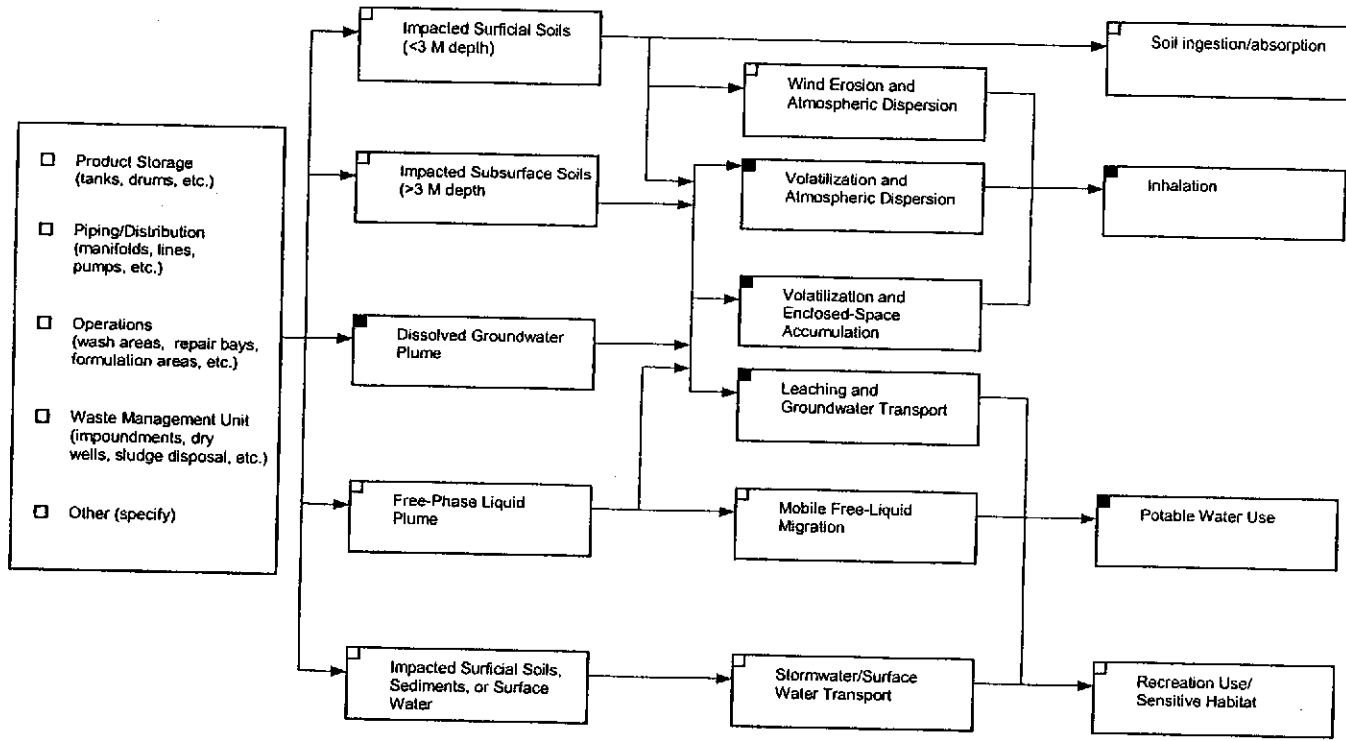 Product Storage
(tanks, drums, etc.)
Piping/Distribution
(manifolds, lines,
pumps, etc.)
Operations
(wash areas, repair bays,
formulation areas, etc.)
Waste Management Unit
(impoundments, dry
wells, sludge disposal, etc.)
Other (specify)
Impacted Surficial Soils
(<3 M depth)
Impacted Subsurface Soils
(>3 M depth
Dissolved Groundwater
Plume
Free-Phase Liquid
Plume
Impacted Surficial Soils,
Sediments, or Surface
Water
Wind Erosion and
Atmospheric Dispersion
Volatilization and
Atmospheric Dispersion
Volatilization and
Enclosed-Space
Accumulation
Leaching and
Groundwater Transport
Mobile Free-Liquid
Migration
Stormwater/Surface
Water Transport
Soil ingestion/absorption
Inhalation
Potable Water Use
Recreation Use/
Sensitive Habitat